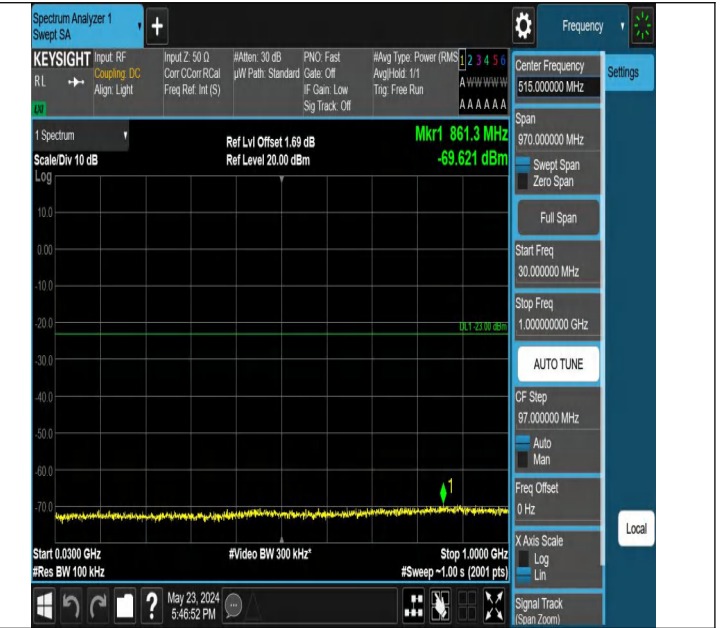 Spectrum Analyzer 1
Swept SA
+
Frequency
KEYSIGHT
RL
LXI
Input: RF
Coupling: DC
Align: Light
Input Z: 50 Ω
Corr CCorr RCal
Freq Ref: Int (S)
#Atten: 30 dB
µW Path: Standard
PNO: Fast
Gate: Off
IF Gain: Low
Sig Track: Off
#Avg Type: Power (RMS
Avg|Hold: 1/1
Trig: Free Run
1 2 3 4 5 6
A W W W W W
A A A A A A
1 Spectrum
Scale/Div 10 dB
Log
Ref Lvl Offset 1.69 dB
Ref Level 20.00 dBm
Mkr1 861.3 MHz
-69.621 dBm
10.0
0.00
-10.0
-20.0
DL1 -23.00 dBm
-30.0
-40.0
-50.0
-60.0
1
-70.0
Start 0.0300 GHz
#Res BW 100 kHz
#Video BW 300 kHz*
Stop 1.0000 GHz
#Sweep ~1.00 s (2001 pts)
?
May 23, 2024
5:46:52 PM
Center Frequency
515.000000 MHz
Settings
Span
970.000000 MHz
Swept Span
Zero Span
Full Span
Start Freq
30.000000 MHz
Stop Freq
1.000000000 GHz
AUTO TUNE
CF Step
97.000000 MHz
Auto
Man
Freq Offset
0 Hz
Local
X Axis Scale
Log
Lin
Signal Track
(Span Zoom)